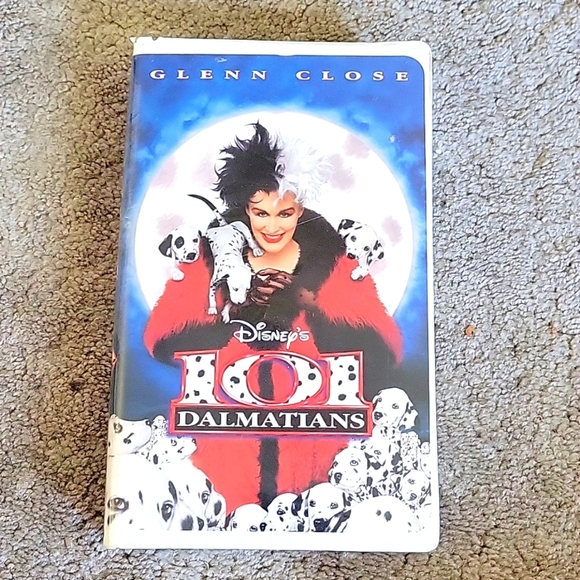 GLENN CLOSE
DISNEY'S
101
DALMATIANS